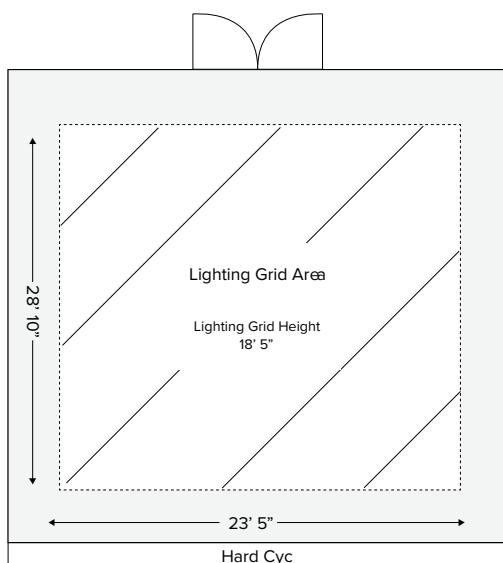 Lighting Grid Area
Lighting Grid Height
18’ 5”
28’ 10”
23’ 5”
Hard Cyc